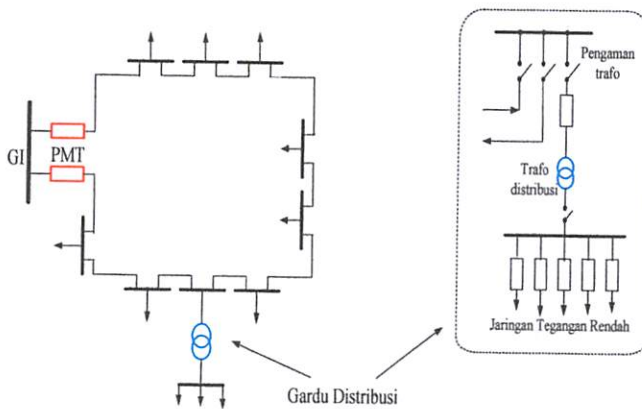 GI
PMT
Pengaman
trafo
Trafo
distribusi
Jaringan Tegangan Rendah
Gardu Distribusi